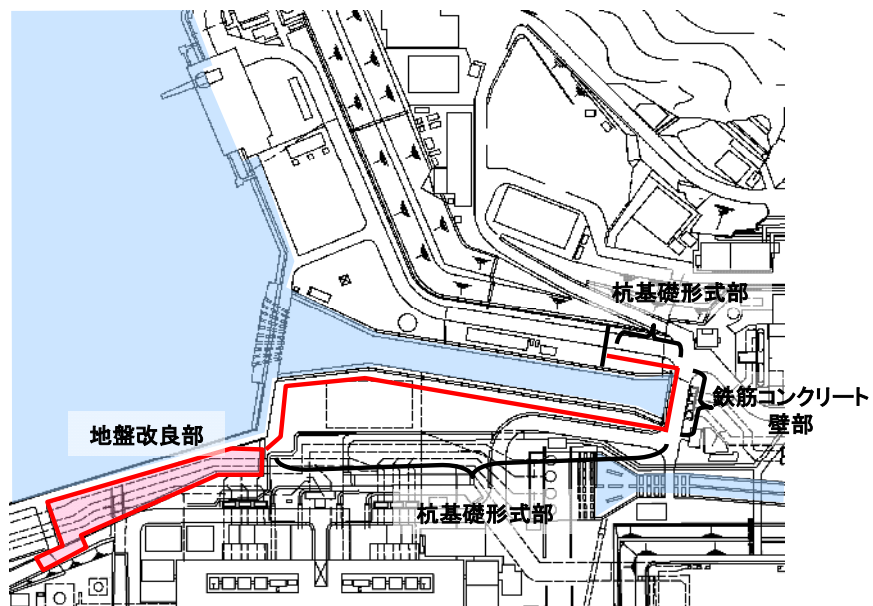 杭基礎形式部
鉄筋コンクリート
壁部
地盤改良部
杭基礎形式部